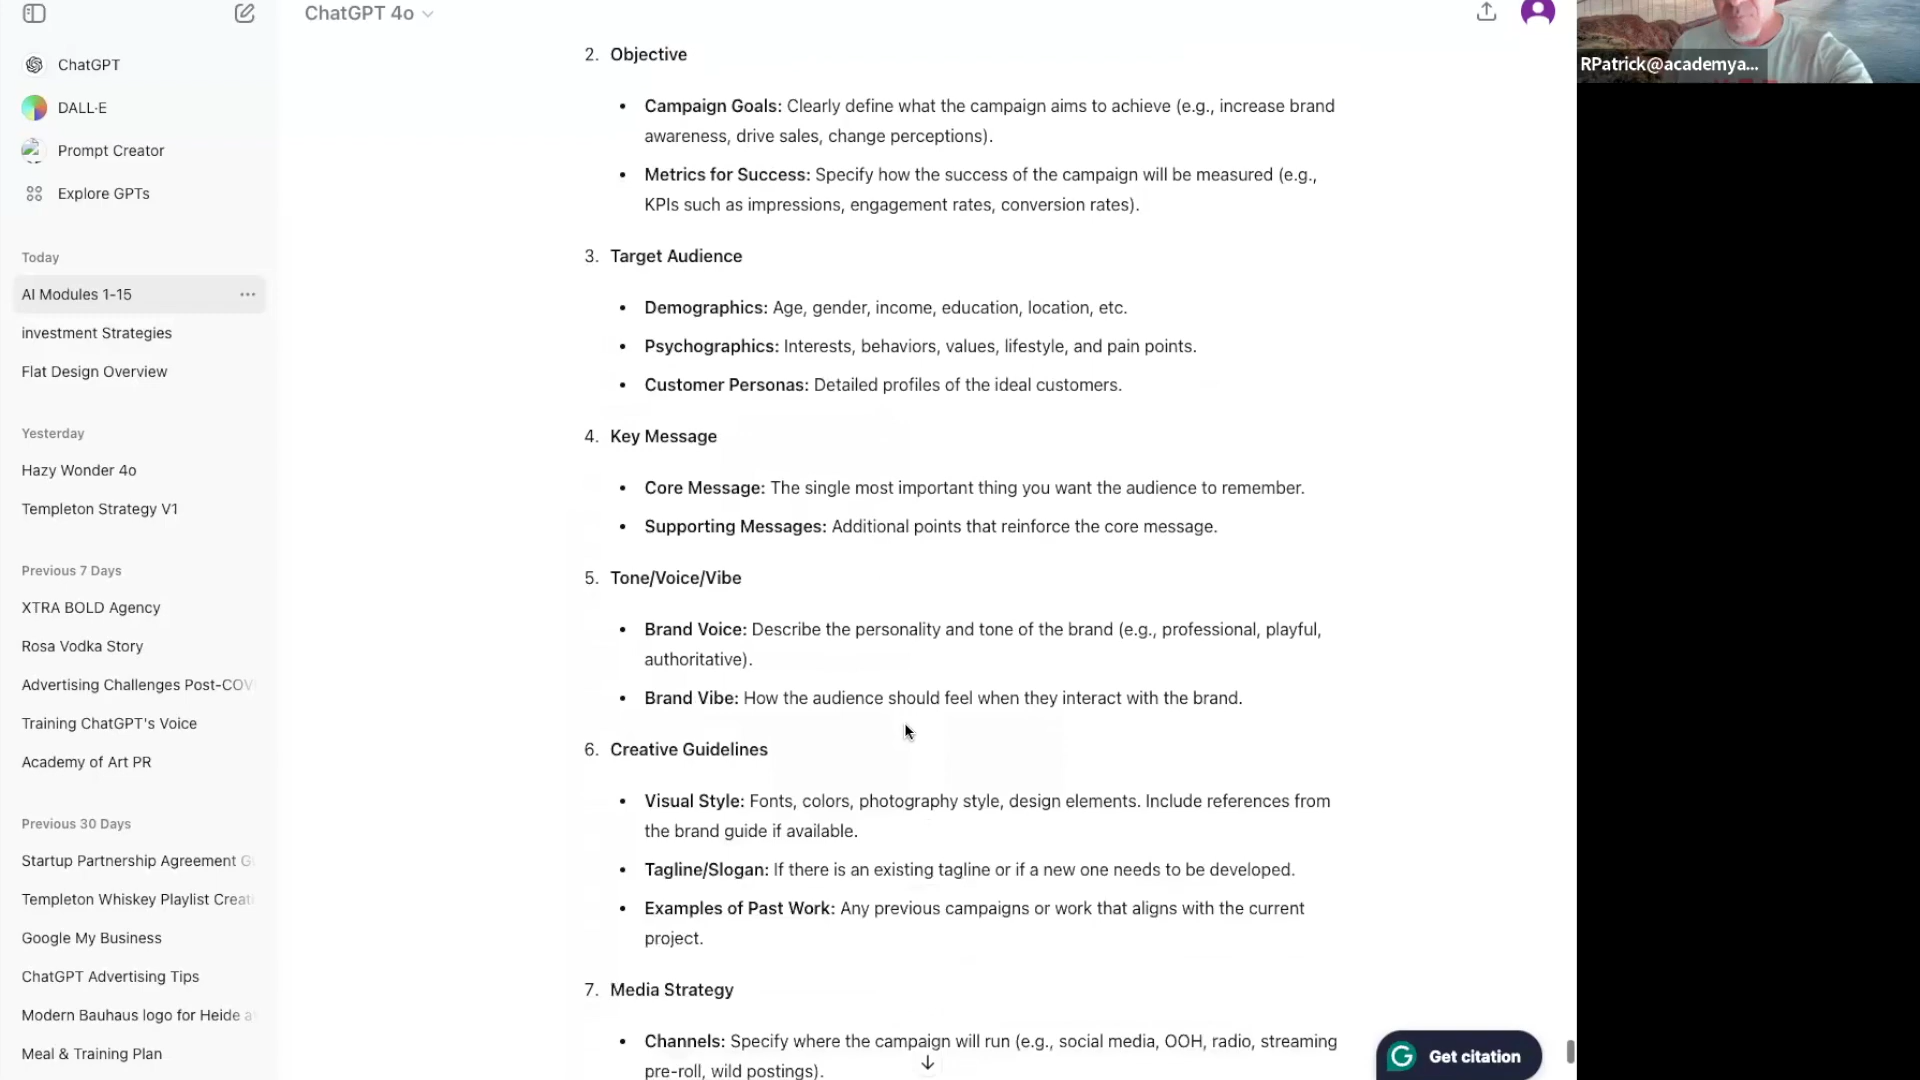 ChatGPT 4o
RPatrick@academya...
ChatGPT
DALL·E
Prompt Creator
Explore GPTs
Today
AI Modules 1-15
investment Strategies
Flat Design Overview
Yesterday
Hazy Wonder 4o
Templeton Strategy V1
Previous 7 Days
XTRA BOLD Agency
Rosa Vodka Story
Advertising Challenges Post-COV
Training ChatGPT's Voice
Academy of Art PR
Previous 30 Days
Startup Partnership Agreement G
Templeton Whiskey Playlist Creat
Google My Business
ChatGPT Advertising Tips
Modern Bauhaus logo for Heide a
Meal & Training Plan
2. Objective
• Campaign Goals: Clearly define what the campaign aims to achieve (e.g., increase brand
awareness, drive sales, change perceptions).
• Metrics for Success: Specify how the success of the campaign will be measured (e.g.,
KPIs such as impressions, engagement rates, conversion rates).
3. Target Audience
• Demographics: Age, gender, income, education, location, etc.
• Psychographics: Interests, behaviors, values, lifestyle, and pain points.
• Customer Personas: Detailed profiles of the ideal customers.
4. Key Message
• Core Message: The single most important thing you want the audience to remember.
• Supporting Messages: Additional points that reinforce the core message.
5. Tone/Voice/Vibe
• Brand Voice: Describe the personality and tone of the brand (e.g., professional, playful,
authoritative).
• Brand Vibe: How the audience should feel when they interact with the brand.
6. Creative Guidelines
• Visual Style: Fonts, colors, photography style, design elements. Include references from
the brand guide if available.
• Tagline/Slogan: If there is an existing tagline or if a new one needs to be developed.
• Examples of Past Work: Any previous campaigns or work that aligns with the current
project.
7. Media Strategy
• Channels: Specify where the campaign will run (e.g., social media, OOH, radio, streaming
pre-roll, wild postings).
Get citation